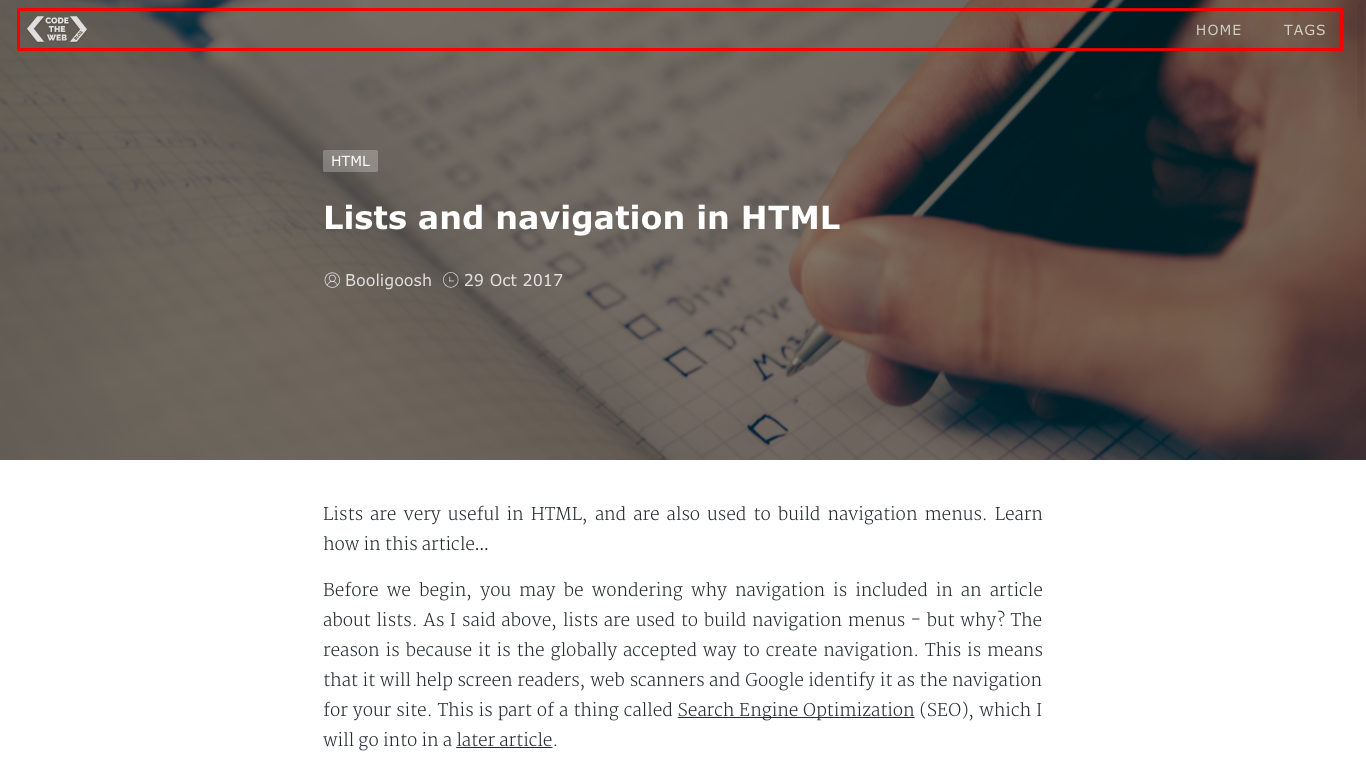 CODE
THE
WEB
HOME TAGS
HTML
Lists and navigation in HTML
Booligoosh 29 Oct 2017
Drive
Drive
Lists are very useful in HTML, and are also used to build navigation menus. Learn
how in this article...
Before we begin, you may be wondering why navigation is included in an article
about lists. As I said above, lists are used to build navigation menus - but why? The
reason is because it is the globally accepted way to create navigation. This is means
that it will help screen readers, web scanners and Google identify it as the navigation
for your site. This is part of a thing called Search Engine Optimization (SEO), which I
will go into in a later article.